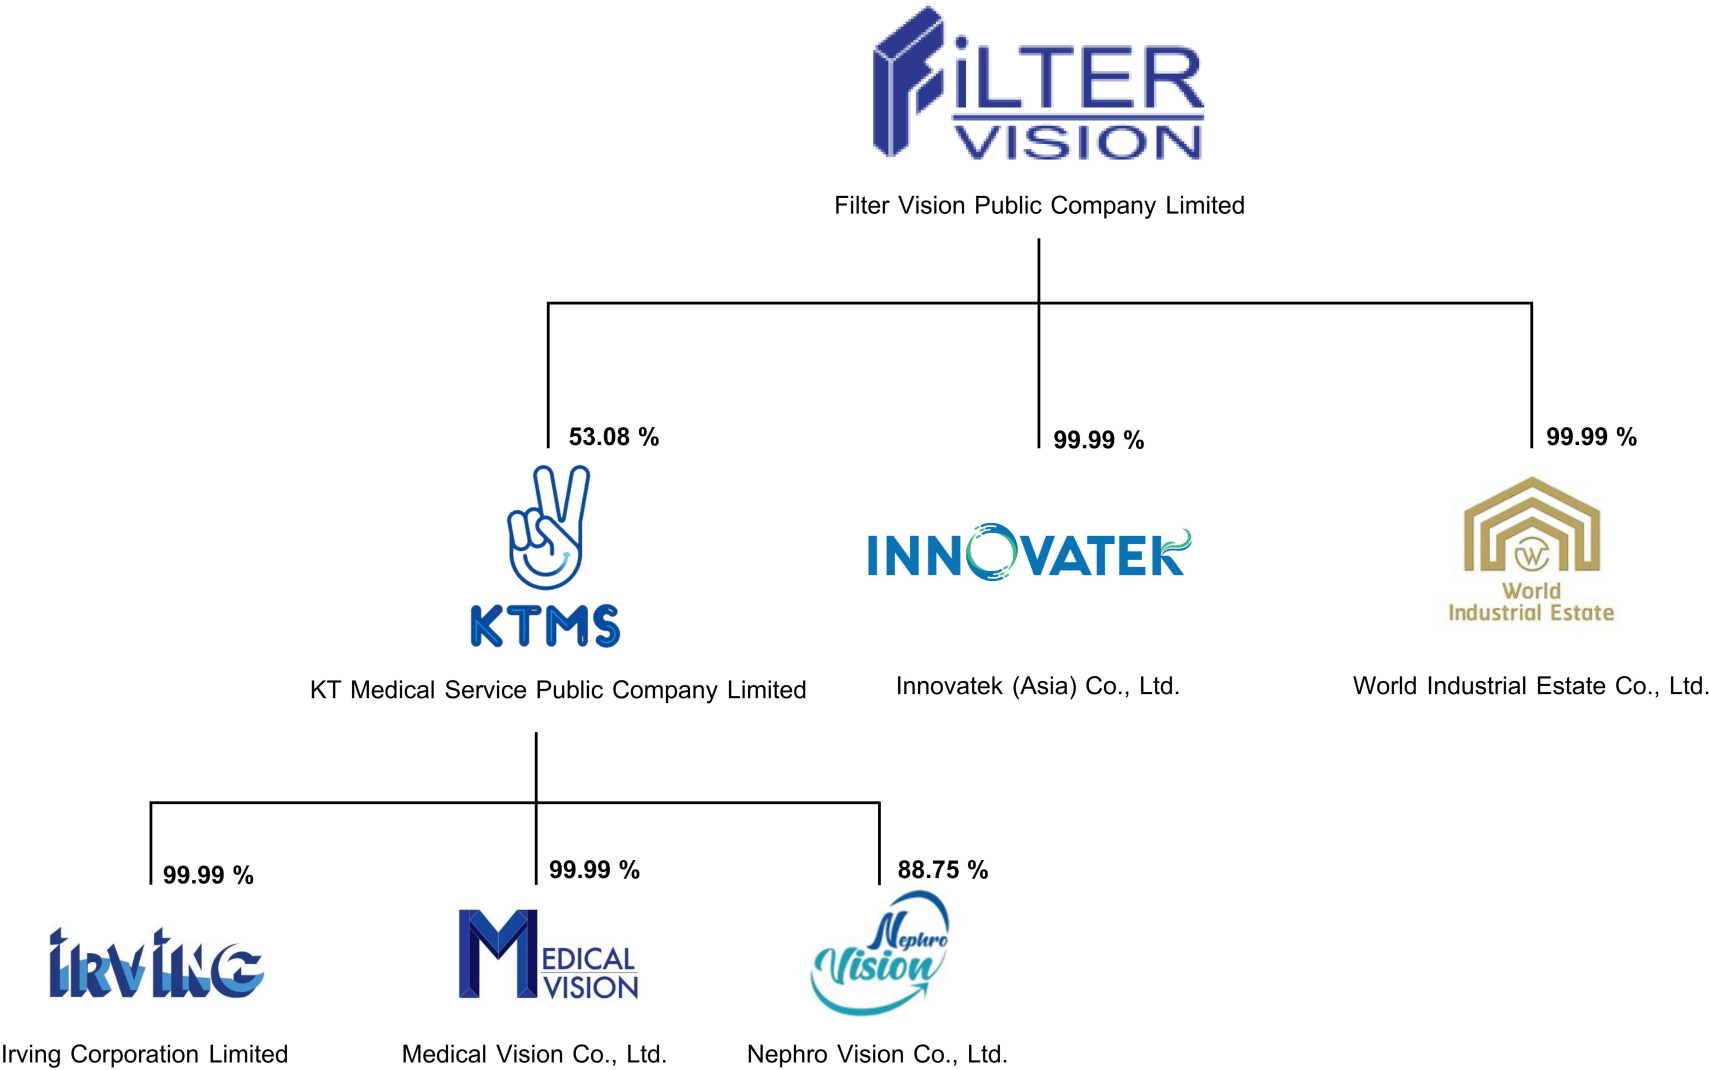 FiLTER
VISION
Filter Vision Public Company Limited
53.08 %
99.99 %
99.99 %
KTMS
INNOVATEK
W
World
Industrial Estate
KT Medical Service Public Company Limited
Innovatek (Asia) Co., Ltd.
World Industrial Estate Co., Ltd.
99.99 %
99.99 %
88.75 %
iRViNG
MEDICAL
VISION
Nephro
Vision
Irving Corporation Limited
Medical Vision Co., Ltd.
Nephro Vision Co., Ltd.